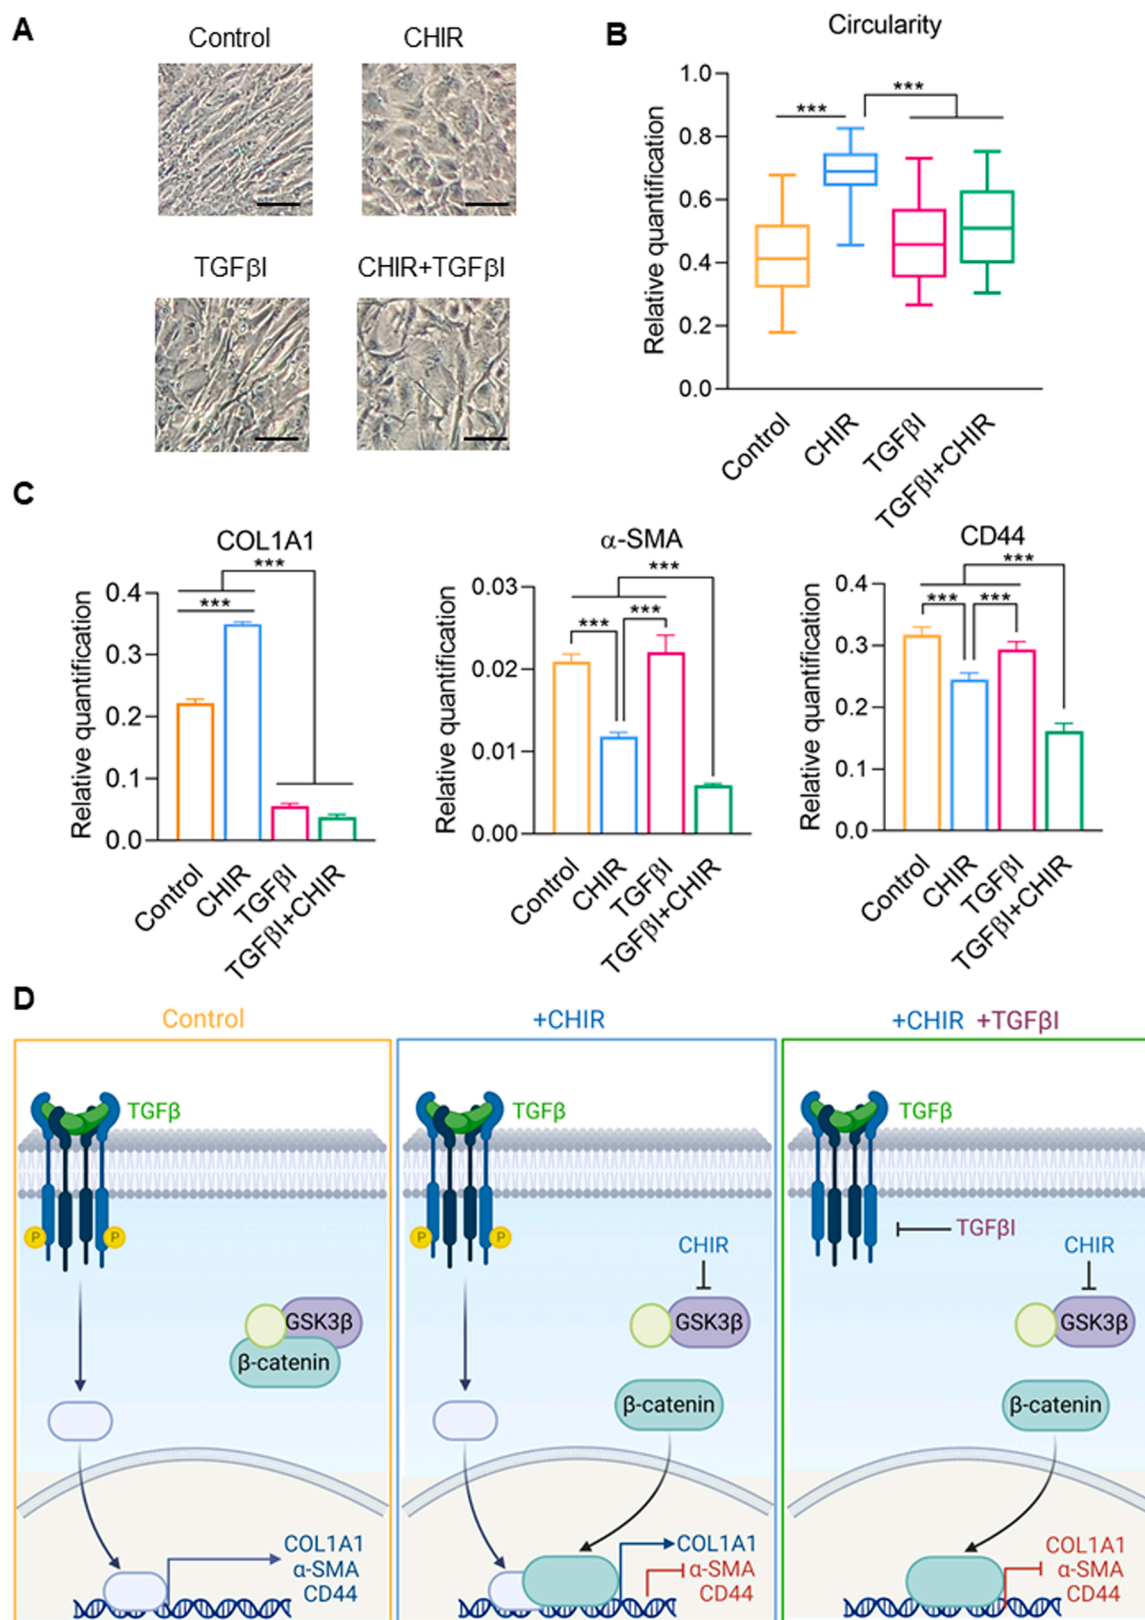 A
Control
CHIR
TGFβI
CHIR+TGFβI
B
Circularity
Relative quantification
1.0
0.8
0.6
0.4
0.2
0.0
***
***
Control
CHIR
TGFβI
TGFβI+CHIR
C
COL1A1
Relative quantification
0.4
0.3
0.2
0.1
0.0
***
***
Control
CHIR
TGFβI
TGFβI+CHIR
α-SMA
Relative quantification
0.03
0.02
0.01
0.00
***
***
***
Control
CHIR
TGFβI
TGFβI+CHIR
CD44
Relative quantification
0.4
0.3
0.2
0.1
0.0
***
***
***
Control
CHIR
TGFβI
TGFβI+CHIR
D
Control
TGFβ
P
P
GSK3β
β-catenin
COL1A1
α-SMA
CD44
+CHIR
TGFβ
P
P
CHIR
GSK3β
β-catenin
COL1A1
α-SMA
CD44
+CHIR +TGFβI
TGFβ
TGFβI
CHIR
GSK3β
β-catenin
COL1A1
α-SMA
CD44